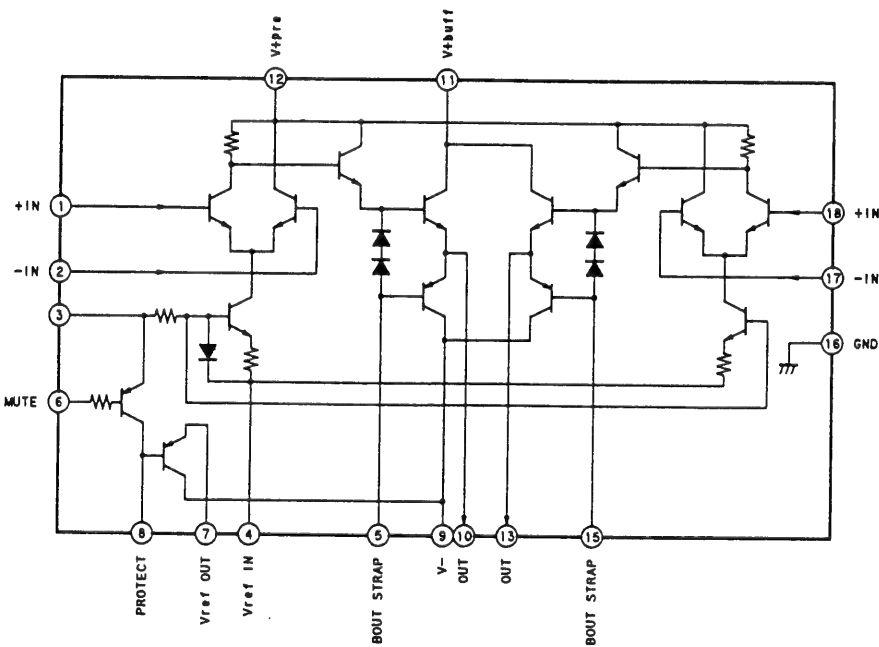 V+pre
V+buff
12
11
+IN 1
18 +IN
-IN 2
17 -IN
3
16 GND
MUTE 6
8
7
4
5
9
10
13
15
PROTECT
Vref OUT
Vref IN
BOUT STRAP
V-
OUT
OUT
BOUT STRAP